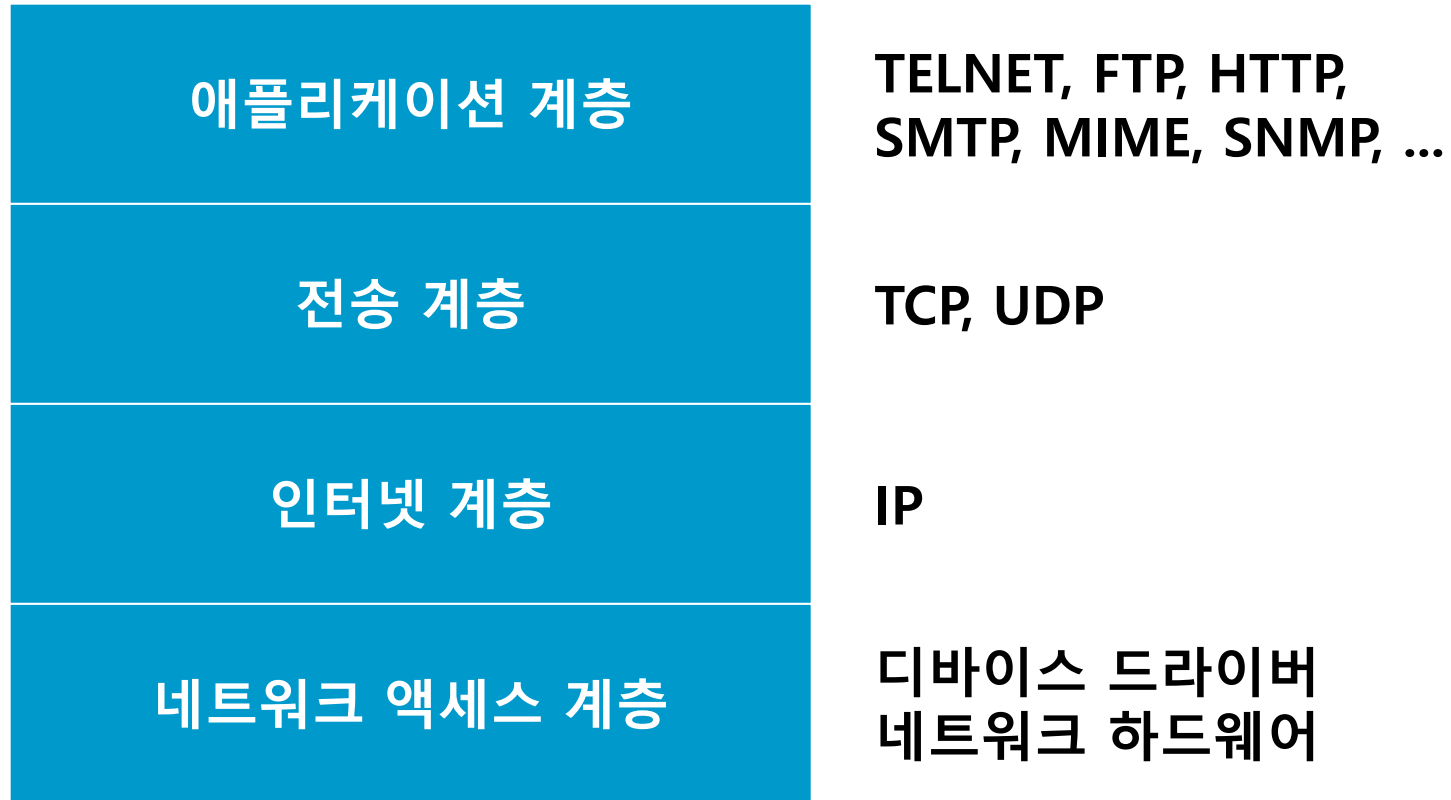 애플리케이션 계층
TELNET, FTP, HTTP,
SMTP, MIME, SNMP, ...
전송 계층
TCP, UDP
인터넷 계층
IP
네트워크 액세스 계층
디바이스 드라이버
네트워크 하드웨어